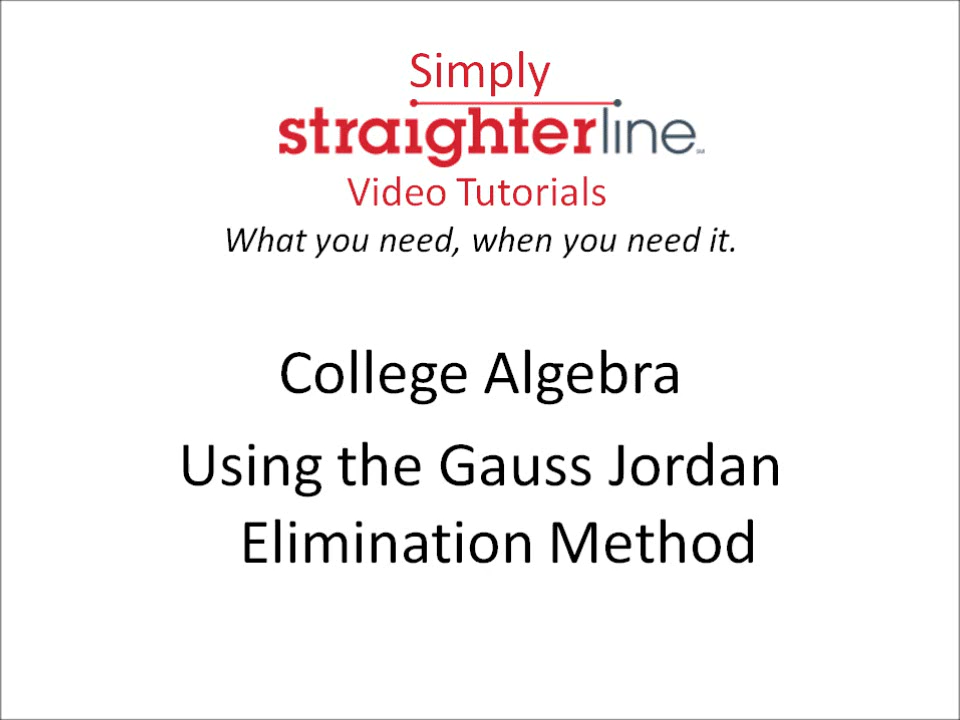 Simply
straighterline
Video Tutorials
What you need, when you need it.
College Algebra
Using the Gauss Jordan
Elimination Method